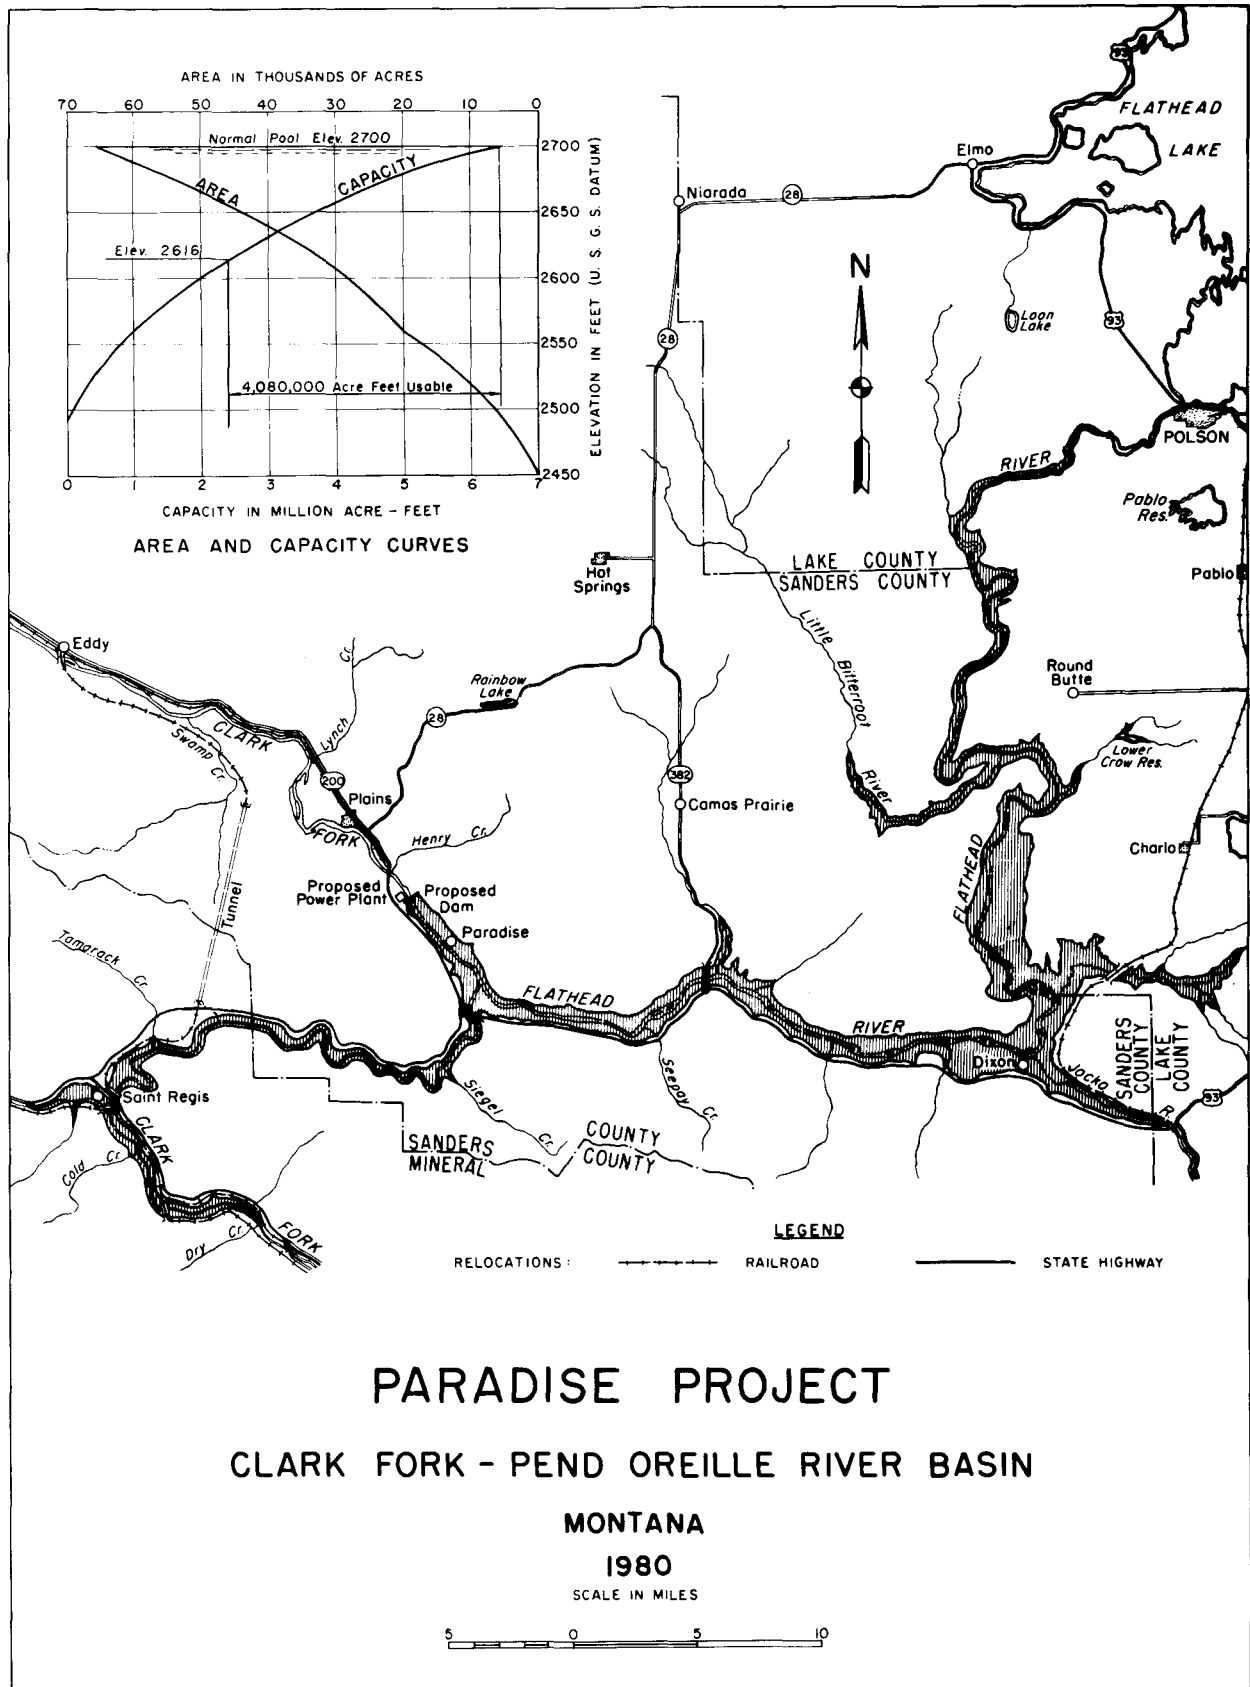 AREA IN THOUSANDS OF ACRES
70 60 50 40 30 20 10 0
Normal Pool Elev. 2700
2700
AREA
CAPACITY
2650
Elev. 2616
2600
2550
4,080,000 Acre Feet Usable
2500
2450
ELEVATION IN FEET (U. S. G. S. DATUM)
0 1 2 3 4 5 6 7
CAPACITY IN MILLION ACRE - FEET
AREA AND CAPACITY CURVES
93
FLATHEAD
LAKE
Elmo
Niarada
28
N
Loon
Lake
93
28
POLSON
RIVER
Pablo
Res.
Pablo
LAKE COUNTY
SANDERS COUNTY
Hot
Springs
Little
Bitterroot
River
Round
Butte
Eddy
Lynch
Cr.
Rainbow
Lake
28
CLARK
Swamp Cr.
200
Plains
FORK
Henry Cr.
382
Camas Prairie
Lower
Crow Res.
Charlo
FLATHEAD
Proposed
Power Plant
Proposed
Dam
Paradise
Tunnel
Tamarack
Cr.
FLATHEAD
RIVER
Dixon
Jocko
R.
SANDERS
COUNTY
LAKE
COUNTY
93
Saint Regis
CLARK
Cold
Cr.
Siegel
Cr.
Seepay
Cr.
SANDERS
COUNTY
MINERAL
COUNTY
Dry
Cr.
FORK
LEGEND
RELOCATIONS: RAILROAD STATE HIGHWAY
PARADISE PROJECT
CLARK FORK - PEND OREILLE RIVER BASIN
MONTANA
1980
SCALE IN MILES
5 0 5 10